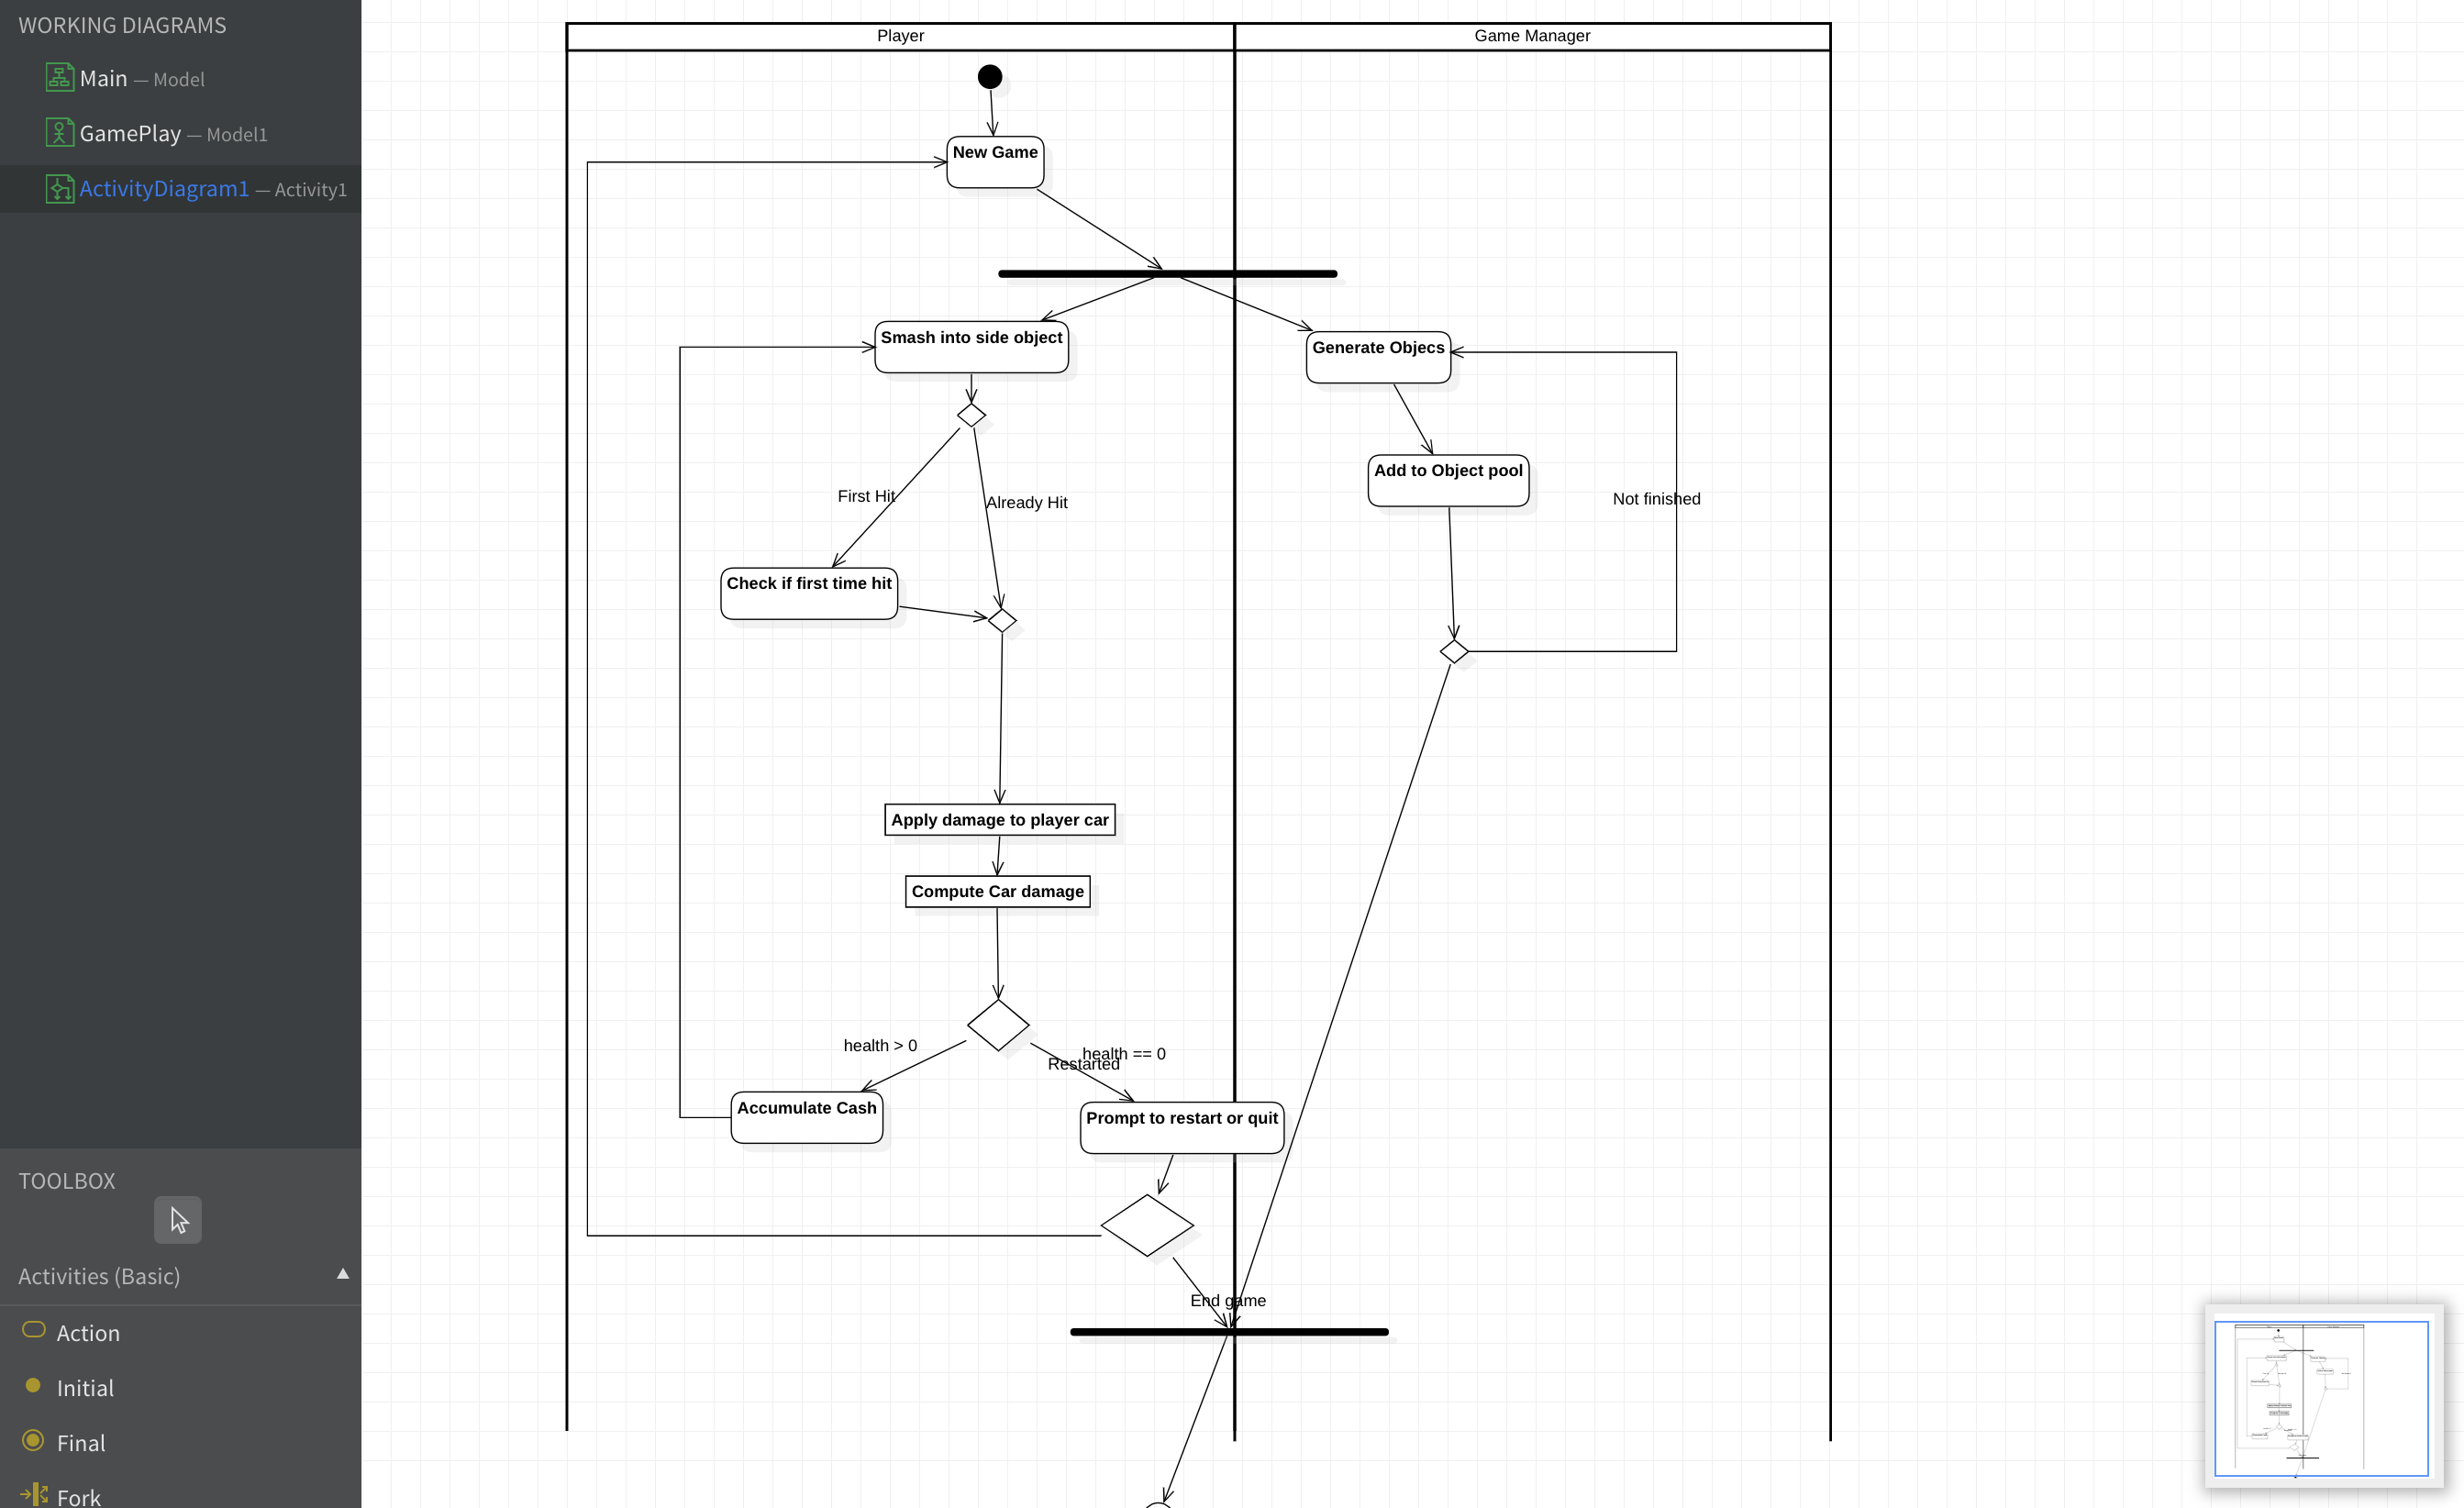 WORKING DIAGRAMS
Main — Model
GamePlay — Model1
ActivityDiagram1 — Activity1
TOOLBOX
Activities (Basic)
Action
Initial
Final
Fork
Player
Game Manager
New Game
Smash into side object
Generate Objecs
Add to Object pool
First Hit
Already Hit
Not finished
Check if first time hit
Apply damage to player car
Compute Car damage
health > 0
health == 0
Restarted
Accumulate Cash
Prompt to restart or quit
End game